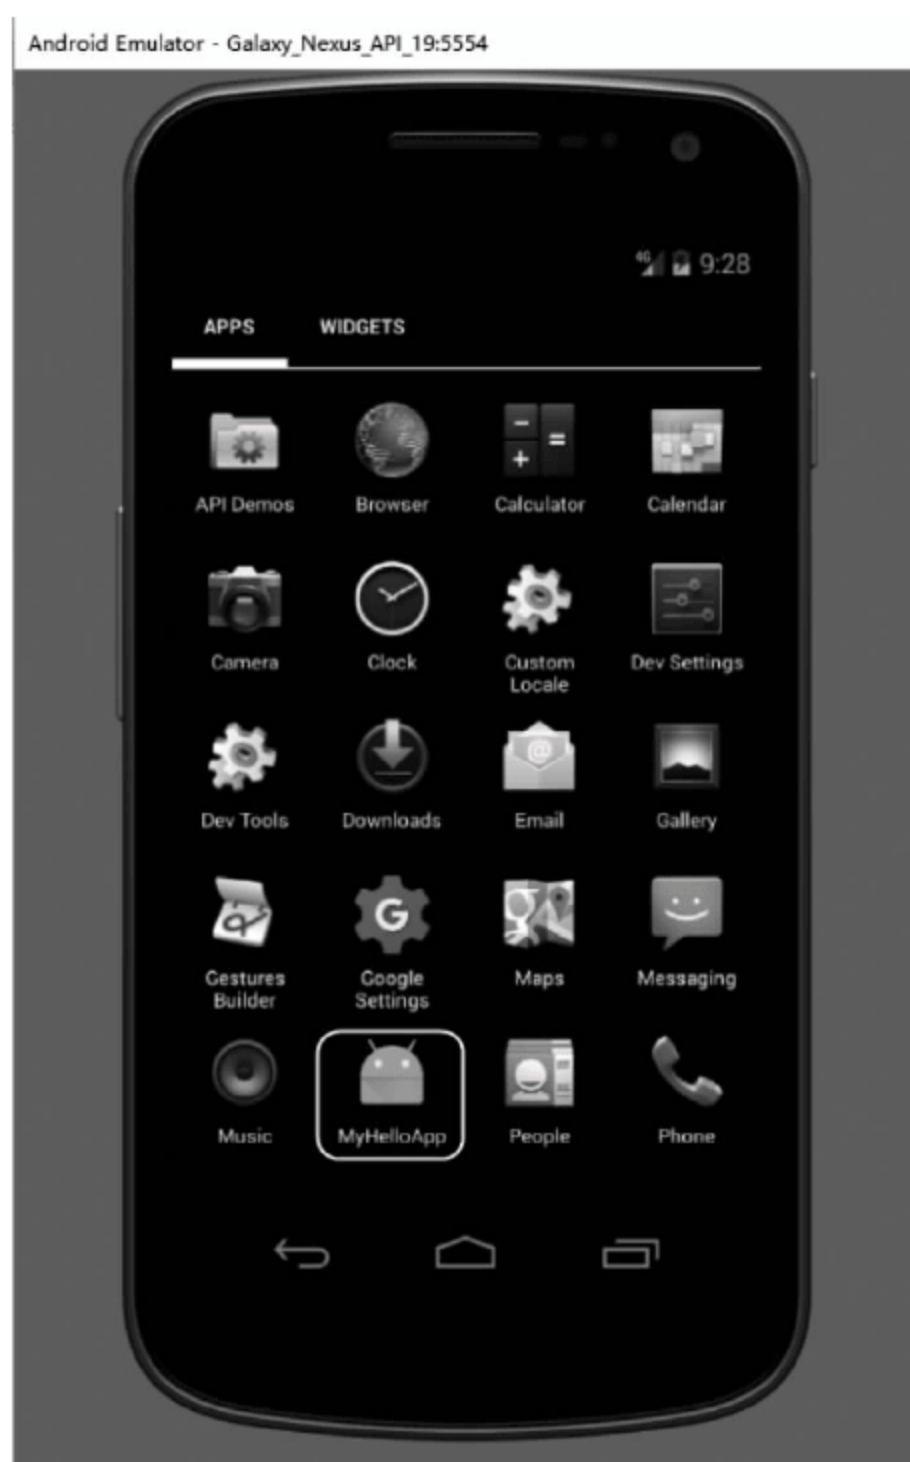 Android Emulator - Galaxy_Nexus_API_19:5554
4G 9:28
APPS WIDGETS
API Demos Browser Calculator Calendar
Camera Clock Custom Locale Dev Settings
Dev Tools Downloads Email Gallery
Gestures Builder Google Settings Maps Messaging
Music MyHelloApp People Phone